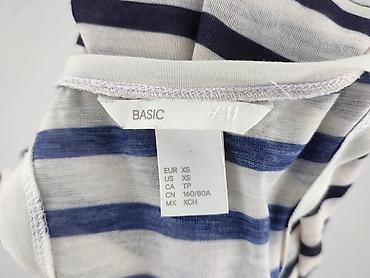 BASIC H&M
EUR XS
US XS
CA TP
CN 160/80A
MX XCH